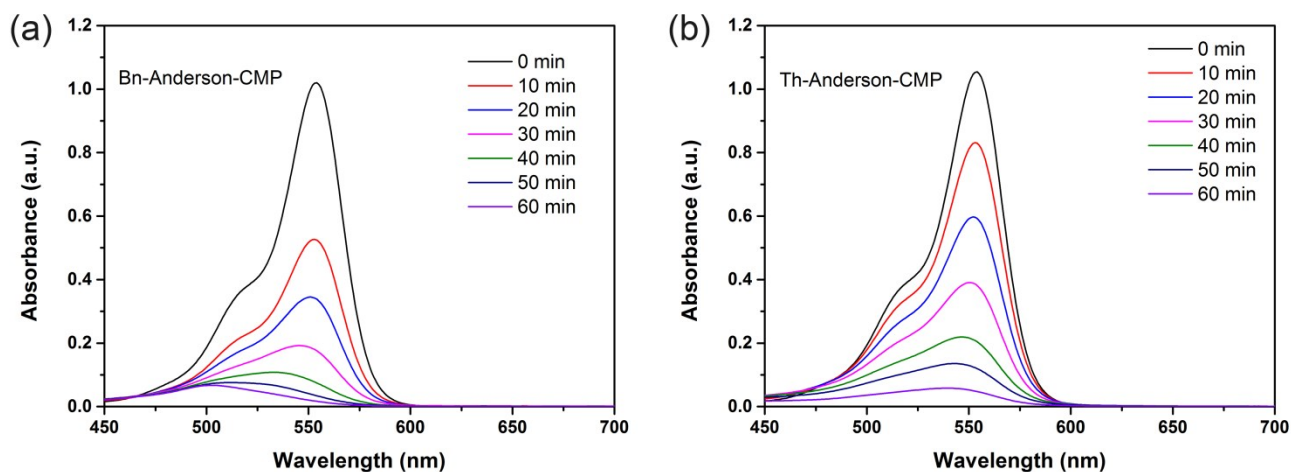 (a)
Bn-Anderson-CMP
0 min
10 min
20 min
30 min
40 min
50 min
60 min
Absorbance (a.u.)
1.2
1.0
0.8
0.6
0.4
0.2
0.0
450 500 550 600 650 700
Wavelength (nm)
(b)
Th-Anderson-CMP
0 min
10 min
20 min
30 min
40 min
50 min
60 min
Absorbance (a.u.)
1.2
1.0
0.8
0.6
0.4
0.2
0.0
450 500 550 600 650 700
Wavelength (nm)